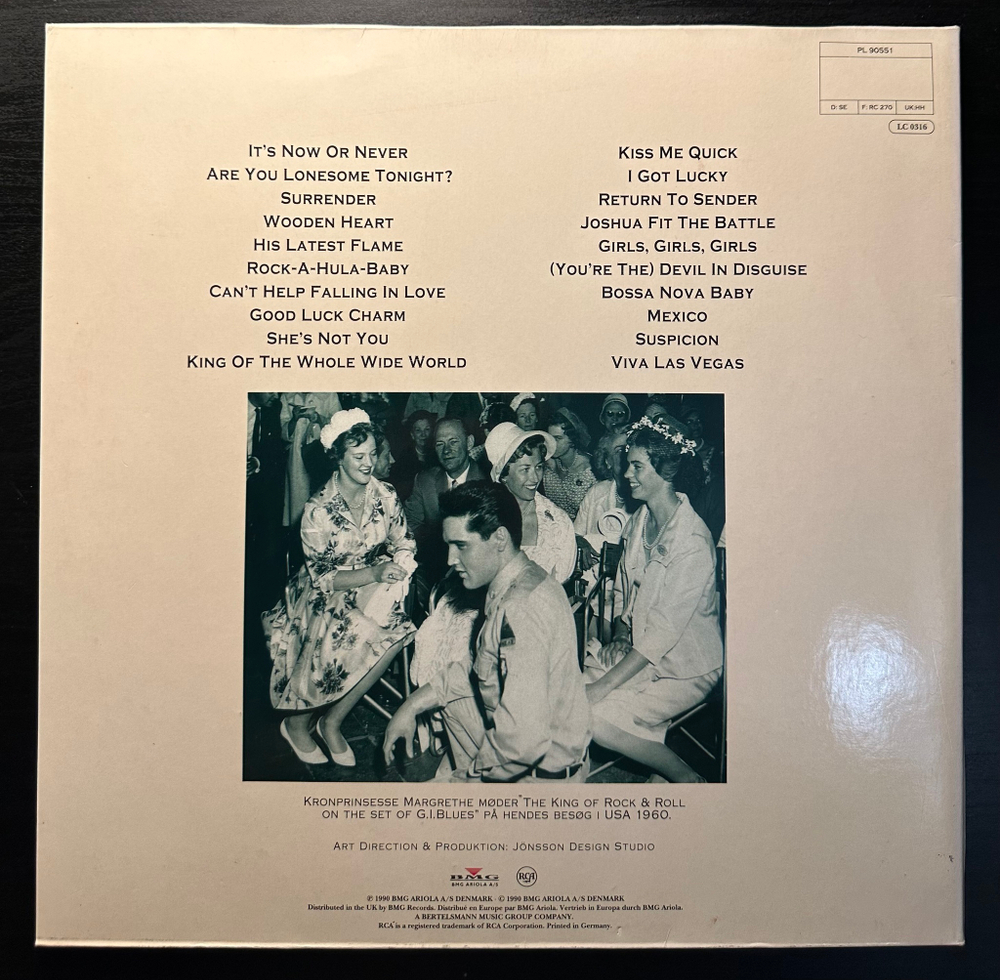 PL 90551
D: SE F: RC 270 UK:HH
LC 0316
IT'S NOW OR NEVER
ARE YOU LONESOME TONIGHT?
SURRENDER
WOODEN HEART
HIS LATEST FLAME
ROCK-A-HULA-BABY
CAN'T HELP FALLING IN LOVE
GOOD LUCK CHARM
SHE'S NOT YOU
KING OF THE WHOLE WIDE WORLD
KISS ME QUICK
I GOT LUCKY
RETURN TO SENDER
JOSHUA FIT THE BATTLE
GIRLS, GIRLS, GIRLS
(YOU'RE THE) DEVIL IN DISGUISE
BOSSA NOVA BABY
MEXICO
SUSPICION
VIVA LAS VEGAS
KRONPRINSESSE MARGRETHE MØDER "THE KING OF ROCK & ROLL
ON THE SET OF G.I.BLUES" PÅ HENDES BESØG I USA 1960.
ART DIRECTION & PRODUKTION: JÖNSSON DESIGN STUDIO
BMG
BMG ARIOLA A/S
RCA
℗ 1990 BMG ARIOLA A/S DENMARK · © 1990 BMG ARIOLA A/S DENMARK
Distributed in the UK by BMG Records. Distribué en Europe par BMG Ariola. Vertrieb in Europa durch BMG Ariola.
A BERTELSMANN MUSIC GROUP COMPANY.
RCA is a registered trademark of RCA Corporation. Printed in Germany.